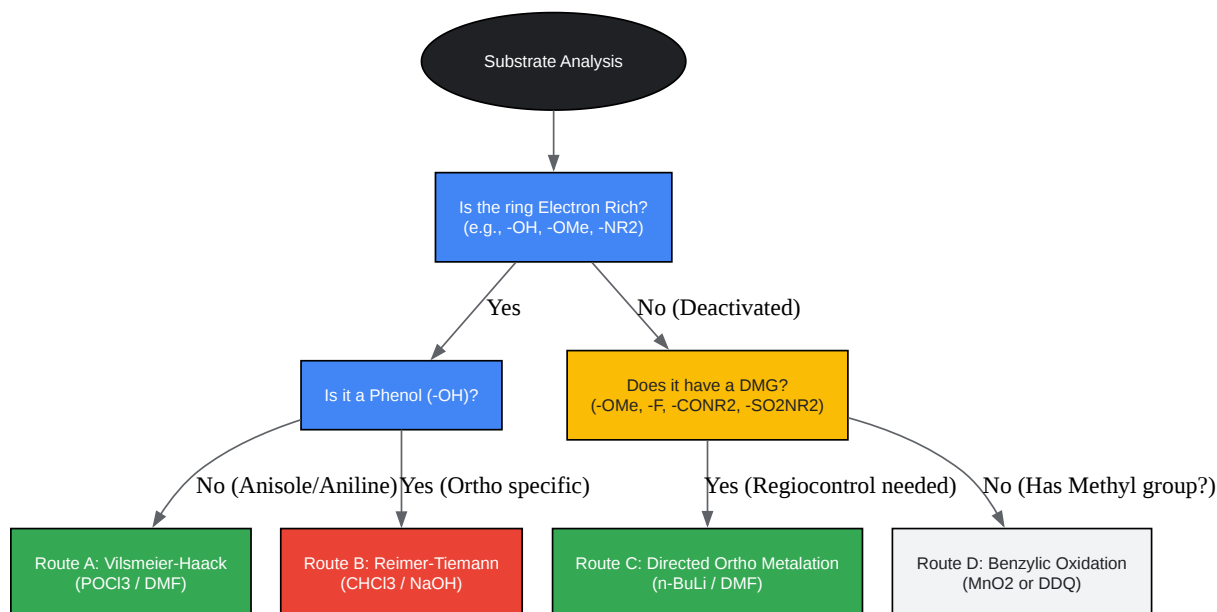 Substrate Analysis
Is the ring Electron Rich?
(e.g., -OH, -OMe, -NR2)
Yes
No (Deactivated)
Is it a Phenol (-OH)?
Does it have a DMG?
(-OMe, -F, -CONR2, -SO2NR2)
No (Anisole/Aniline)
Yes (Ortho specific)
Yes (Regiocontrol needed)
No (Has Methyl group?)
Route A: Vilsmeier-Haack
(POCl3 / DMF)
Route B: Reimer-Tiemann
(CHCl3 / NaOH)
Route C: Directed Ortho Metalation
(n-BuLi / DMF)
Route D: Benzylic Oxidation
(MnO2 or DDQ)